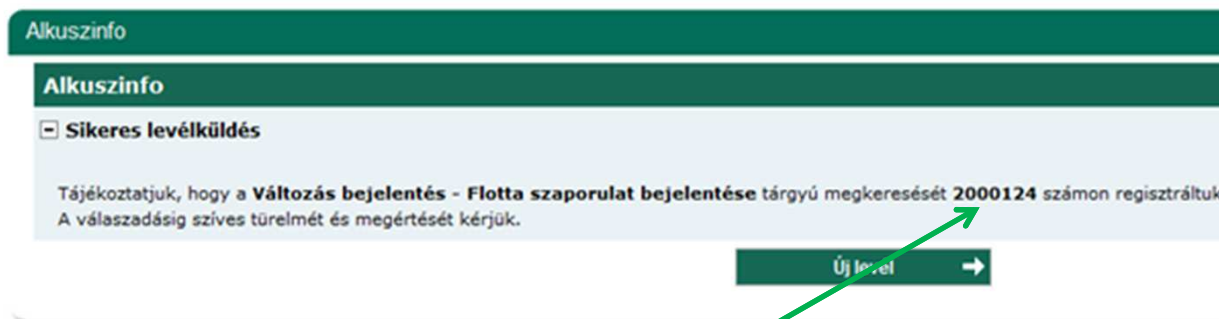 Alkuszinfo
Alkuszinfo
Sikeres levélküldés
Tájékoztatjuk, hogy a Változás bejelentés - Flotta szaporulat bejelentése tárgyú megkeresését 2000124 számon regisztráltuk
A válaszadásig szíves türelmét és megértését kérjük.
Új levél